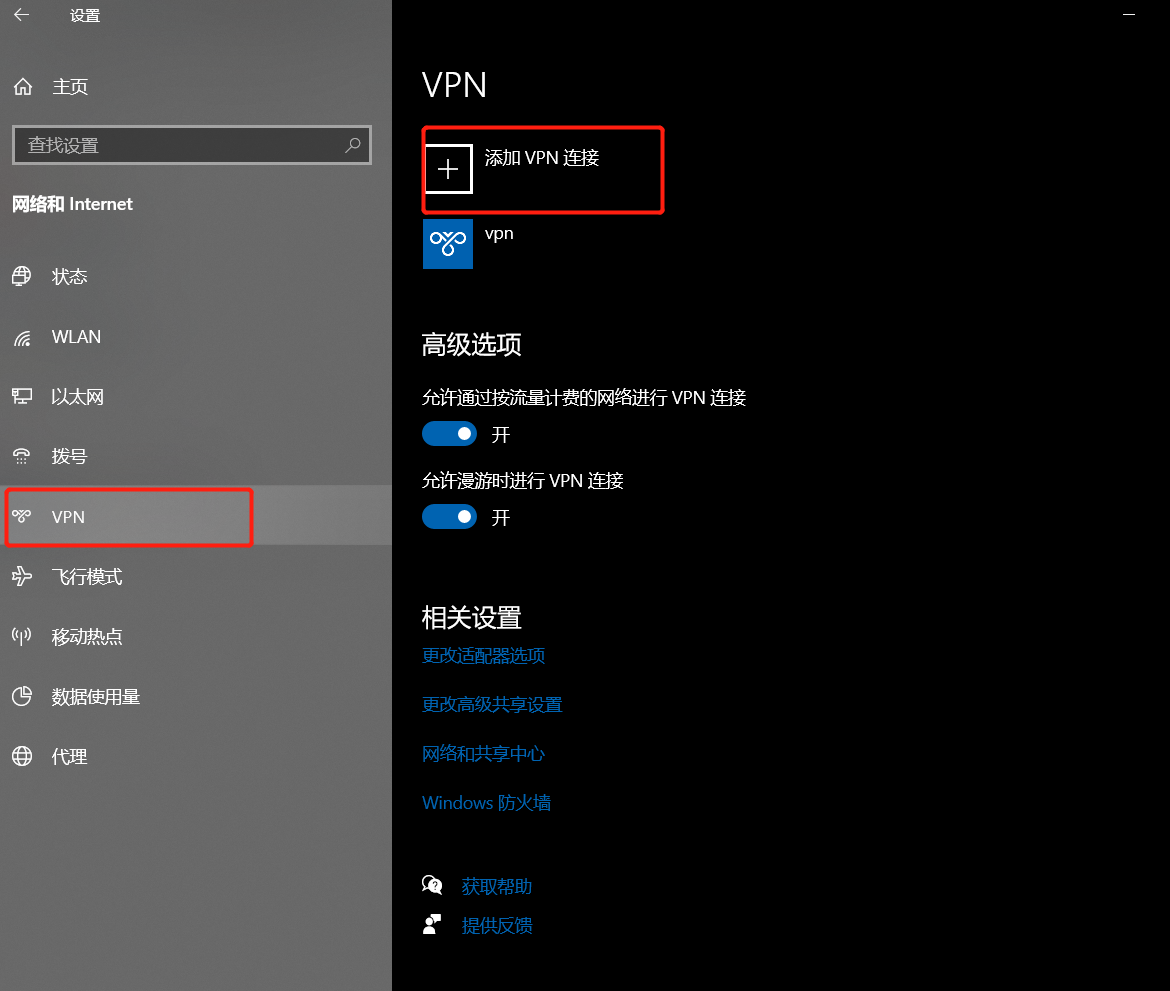 设置
主页
查找设置
网络和 Internet
状态
WLAN
以太网
拨号
VPN
飞行模式
移动热点
数据使用量
代理
VPN
添加 VPN 连接
vpn
高级选项
允许通过按流量计费的网络进行 VPN 连接
开
允许漫游时进行 VPN 连接
开
相关设置
更改适配器选项
更改高级共享设置
网络和共享中心
Windows 防火墙
获取帮助
提供反馈